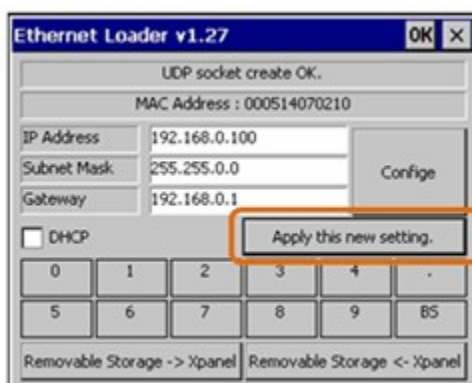 Ethernet Loader v1.27 OK ×
UDP socket create OK.
MAC Address : 000514070210
IP Address 192.168.0.100
Subnet Mask 255.255.0.0
Confige
Gateway 192.168.0.1
DHCP Apply this new setting.
0 1 2 3 4 .
5 6 7 8 9 BS
Removable Storage -> Xpanel Removable Storage <- Xpanel